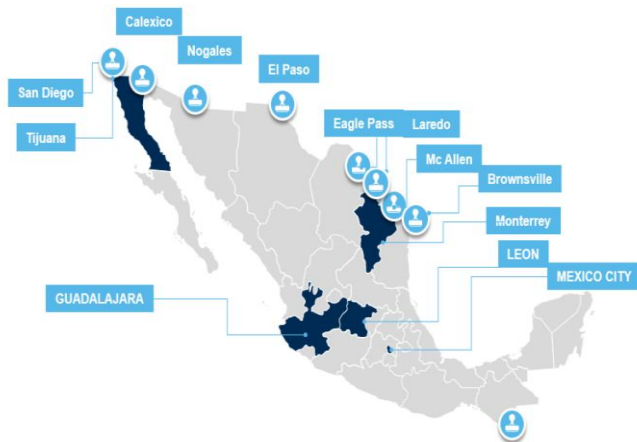 Calexico
Nogales
El Paso
San Diego
Tijuana
Eagle Pass
Laredo
Mc Allen
Brownsville
Monterrey
LEON
MEXICO CITY
GUADALAJARA